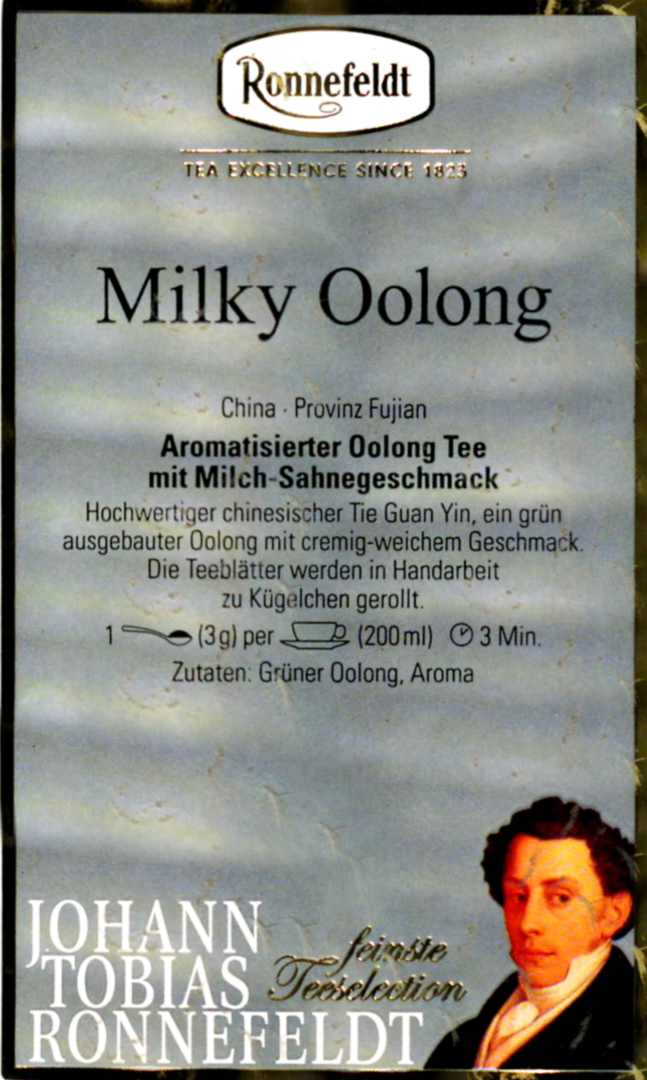 Ronnefeldt
TEA EXCELLENCE SINCE 1823
Milky Oolong
China · Provinz Fujian
Aromatisierter Oolong Tee
mit Milch-Sahnegeschmack
Hochwertiger chinesischer Tie Guan Yin, ein grün
ausgebauter Oolong mit cremig-weichem Geschmack.
Die Teeblätter werden in Handarbeit
zu Kügelchen gerollt.
1 (3g) per (200ml) 3 Min.
Zutaten: Grüner Oolong, Aroma
JOHANN
TOBIAS
RONNEFELDT
feinste
Teeselection